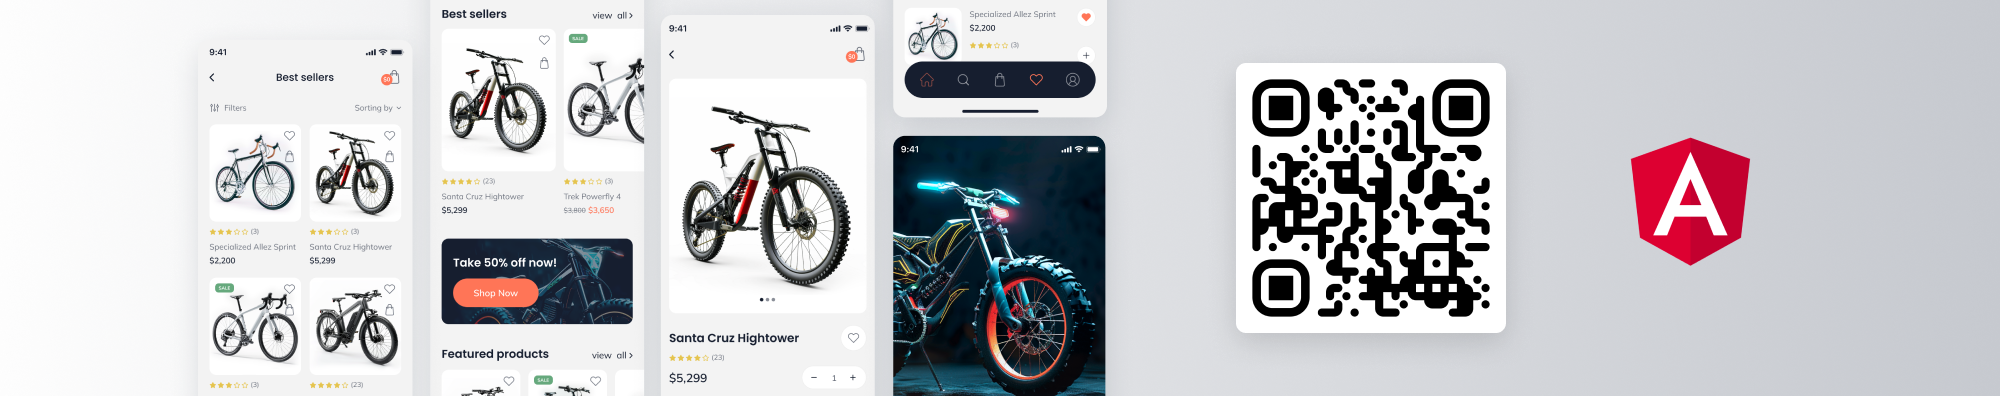 9:41
Best sellers
$0
Filters
Sorting by
(3)
Specialized Allez Sprint
$2,200
(3)
Santa Cruz Hightower
$5,299
SALE
(3)
(23)
Best sellers
view all
SALE
(23)
Santa Cruz Hightower
$5,299
(3)
Trek Powerfly 4
$3,800 $3,650
Take 50% off now!
Shop Now
Featured products
view all
SALE
9:41
$0
Santa Cruz Hightower
(23)
$5,299
− 1 +
Specialized Allez Sprint
$2,200
(3)
+
9:41
A